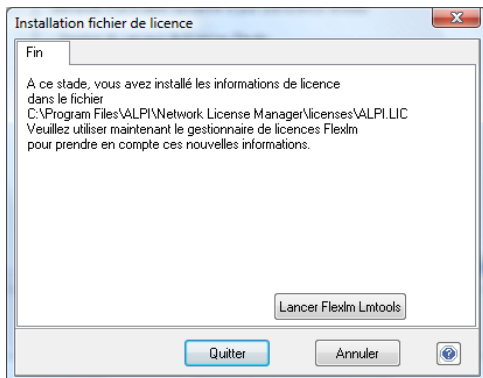 Installation fichier de licence
Fin
A ce stade, vous avez installé les informations de licence
dans le fichier
C:\Program Files\ALPI\Network License Manager\licenses\ALPI.LIC
Veuillez utiliser maintenant le gestionnaire de licences Flexlm
pour prendre en compte ces nouvelles informations.
Lancer Flexlm Lmtools
Quitter
Annuler